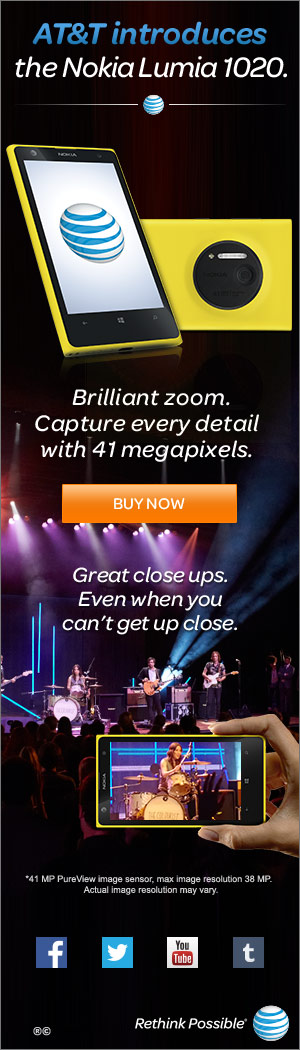 AT&T introduces
the Nokia Lumia 1020.
NOKIA
Brilliant zoom.
Capture every detail
with 41 megapixels.
BUY NOW
Great close ups.
Even when you
can't get up close.
NOKIA
*41 MP PureView image sensor, max image resolution 38 MP.
Actual image resolution may vary.
f
You
Tube
t
Rethink Possible®
®©